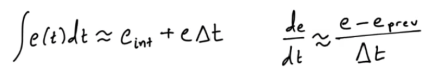 ∫e(t)dt ≈ e_int + eΔt    de/dt ≈ (e - e_prev)/Δt